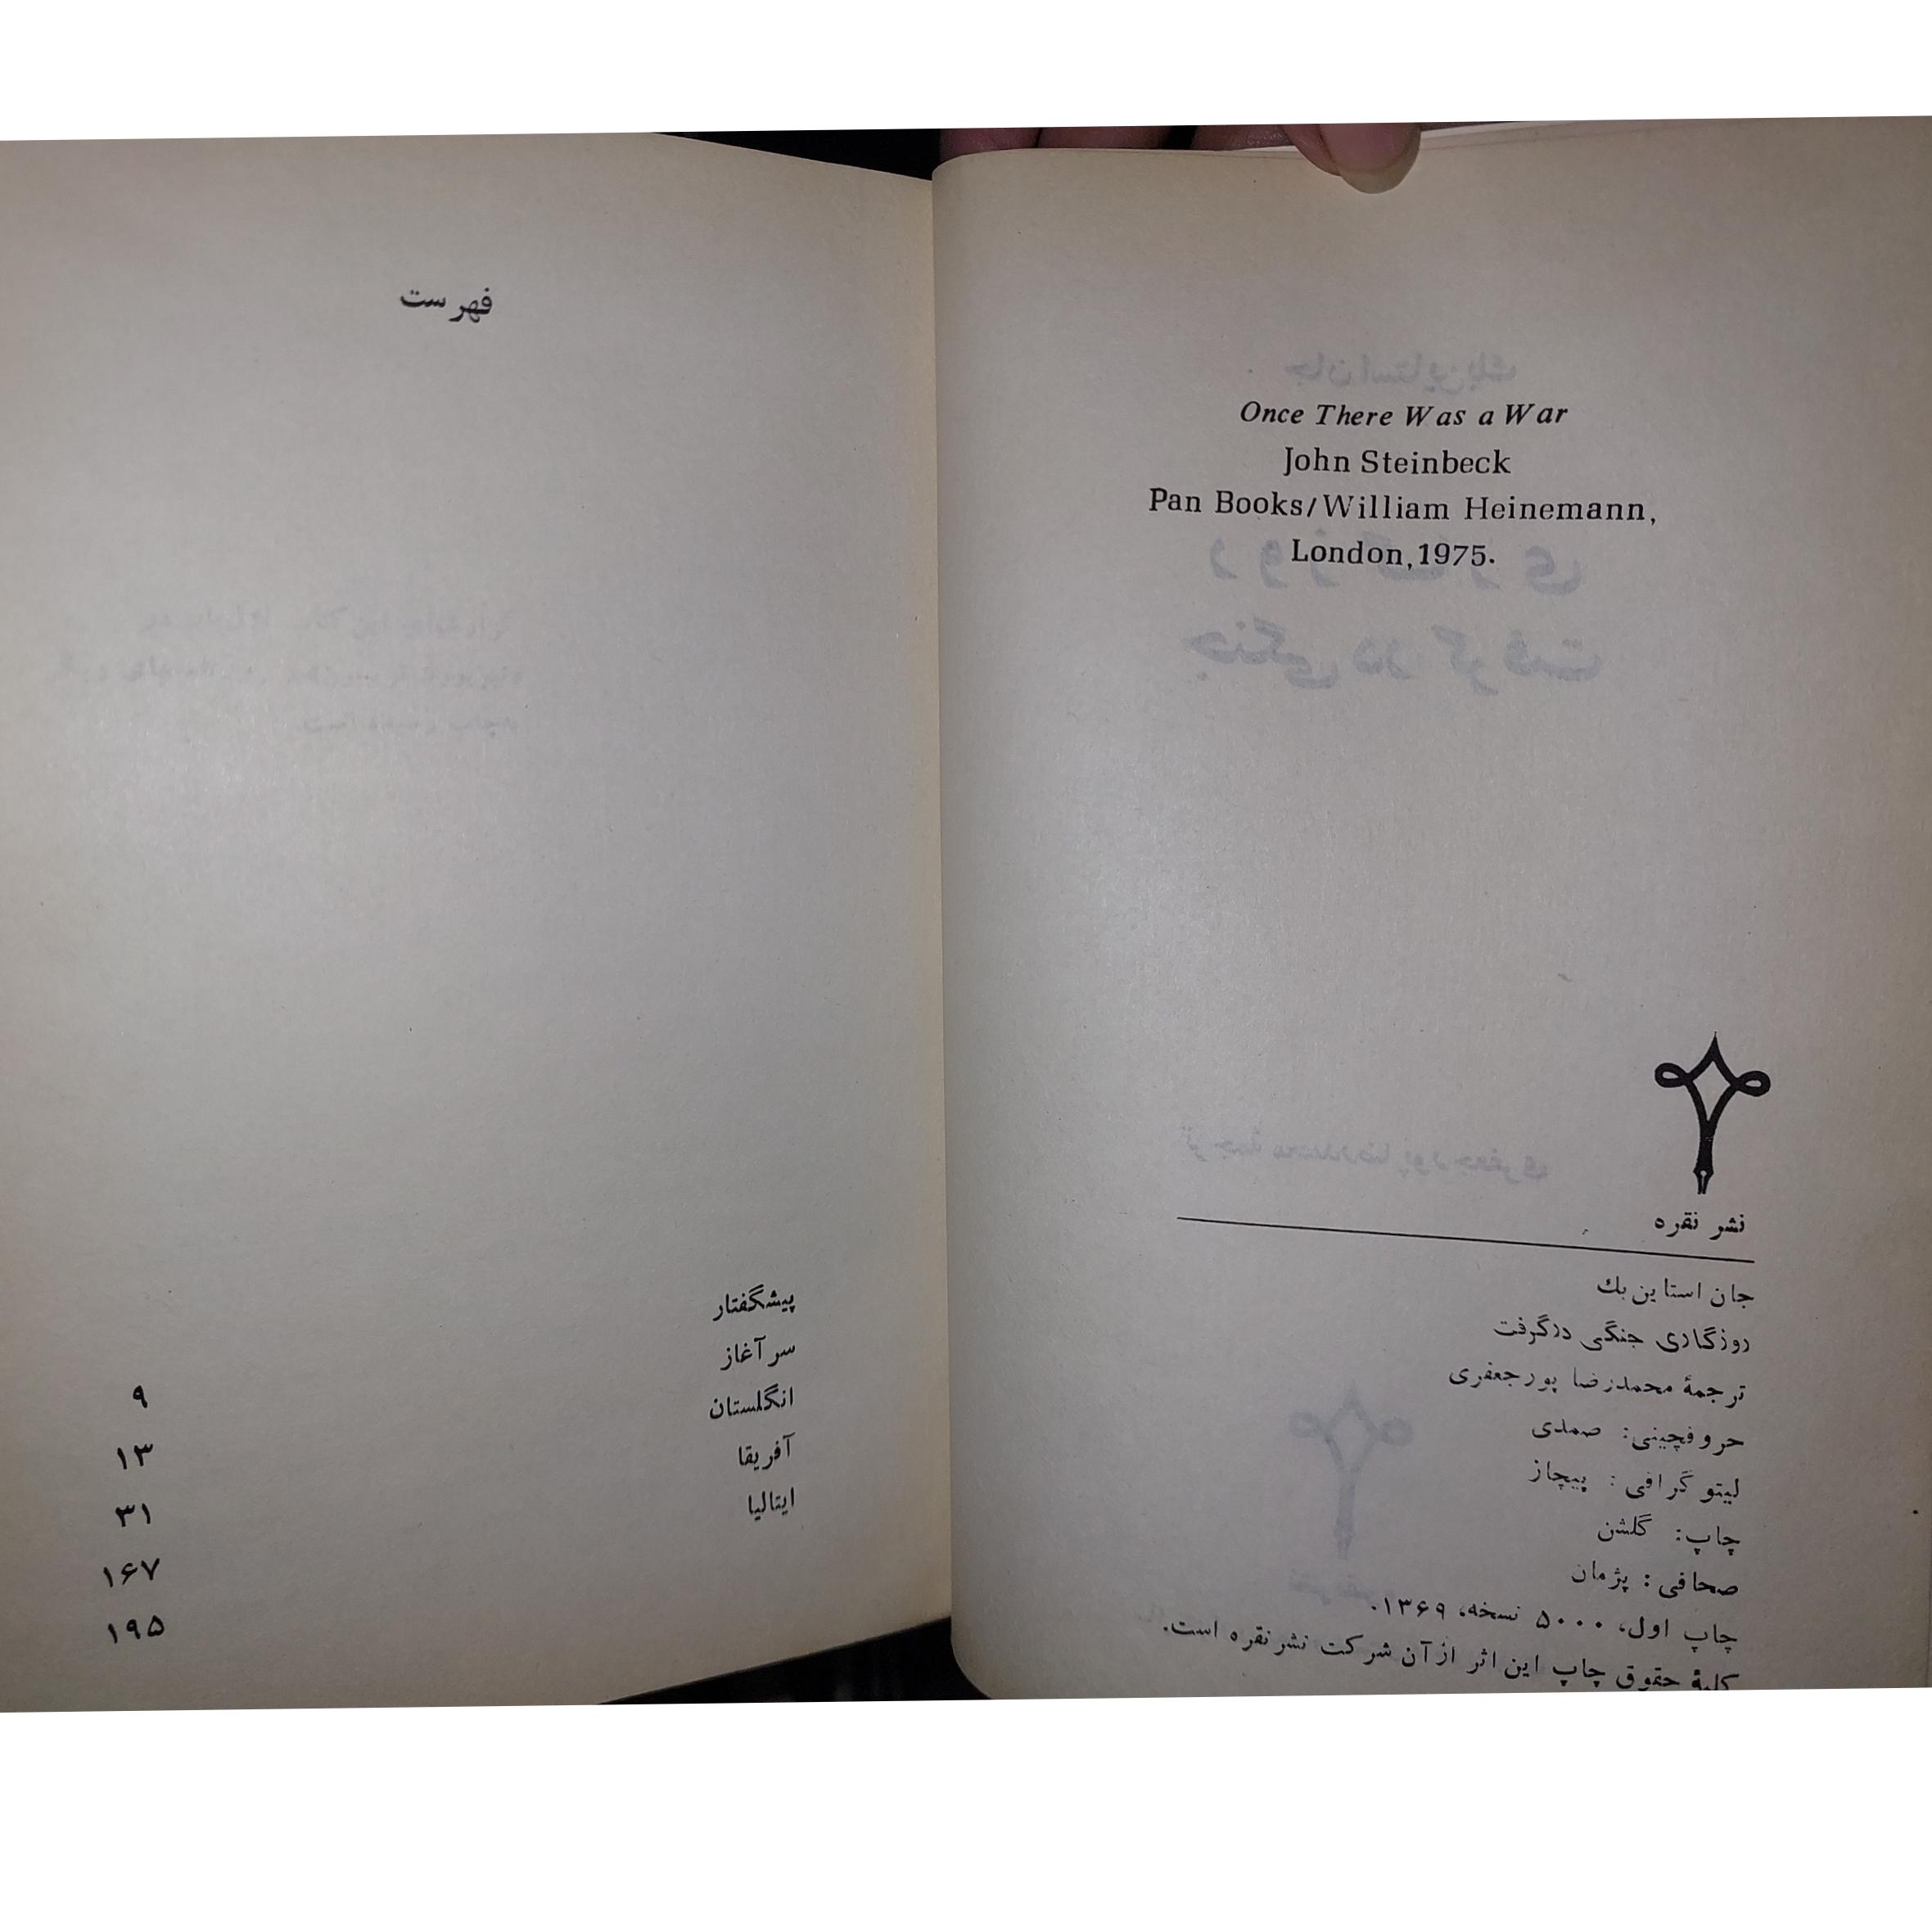 Once There Was a War
John Steinbeck
Pan Books/William Heinemann,
London, 1975.
نشر نقره
جان استاین‌بك
روزگاری جنگی درگرفت
ترجمهٔ محمدرضا پورجعفری
حروفچینی: صمدی
لیتوگرافی: پیچاز
چاپ: گلشن
صحافی: پژمان
چاپ اول، ۵۰۰۰ نسخه، ۱۳۶۹.
کلیهٔ حقوق چاپ این اثر از آن شرکت نشر نقره است.
فهرست
پیشگفتار ۹
سرآغاز ۱۳
انگلستان ۳۱
آفریقا ۱۶۷
ایتالیا ۱۹۵